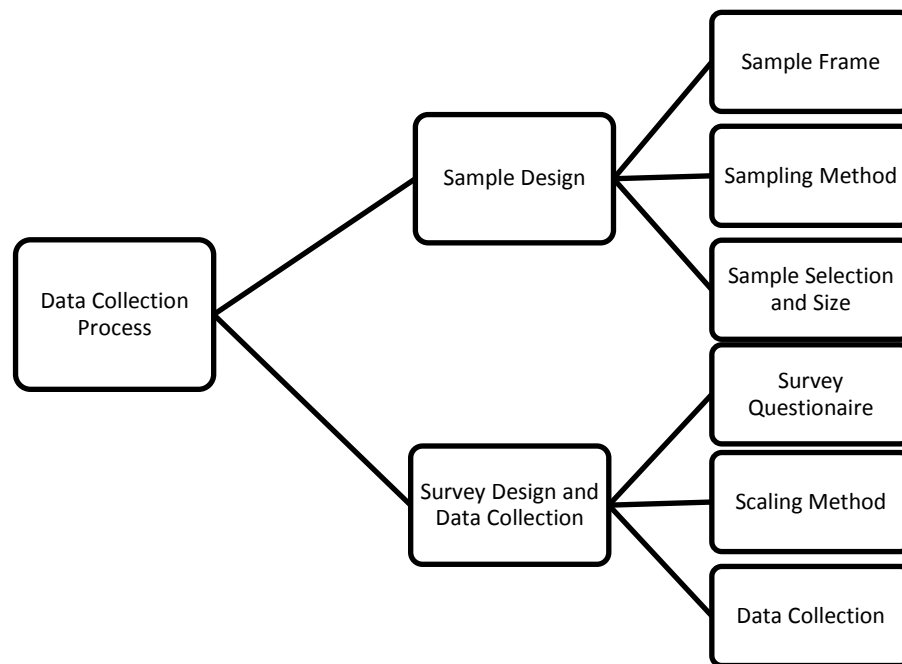 Data Collection
Process
Sample Design
Sample Frame
Sampling Method
Sample Selection
and Size
Survey Design and
Data Collection
Survey
Questionaire
Scaling Method
Data Collection